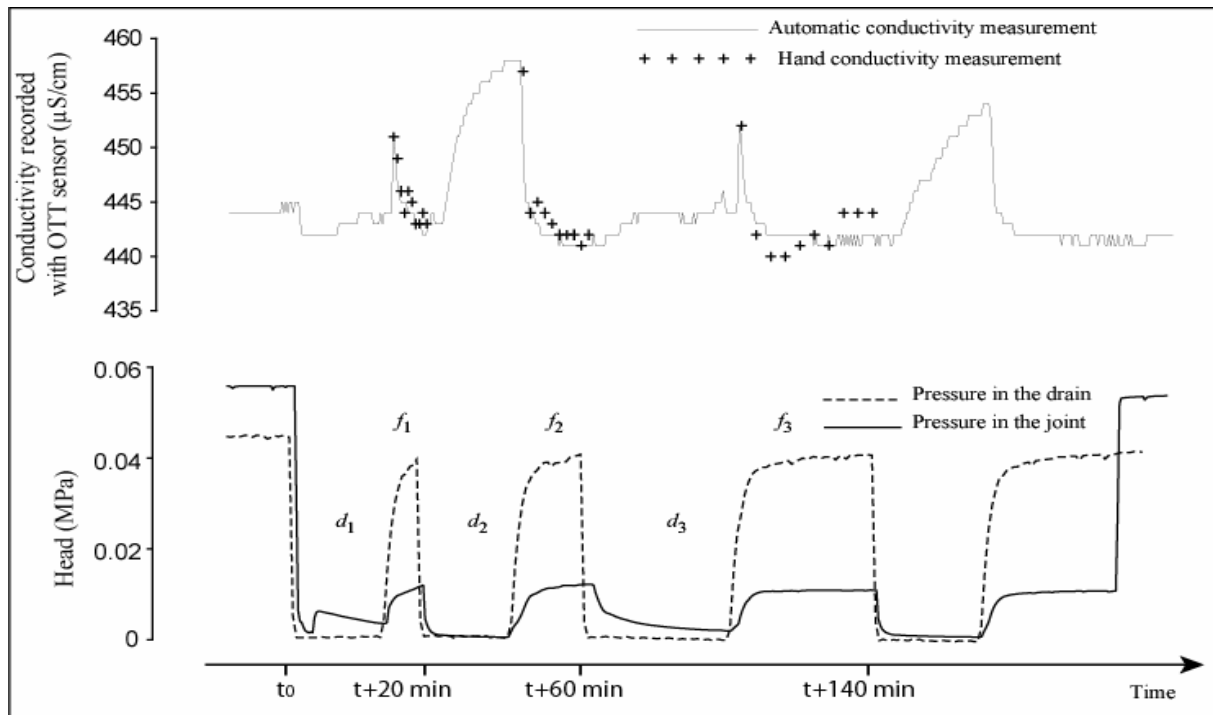 460
455
450
445
440
435
Conductivity recorded
with OTT sensor (µS/cm)
Automatic conductivity measurement
Hand conductivity measurement
0.06
0.04
0.02
0
Head (MPa)
Pressure in the drain
Pressure in the joint
f1
f2
f3
d1
d2
d3
t0
t+20 min
t+60 min
t+140 min
Time